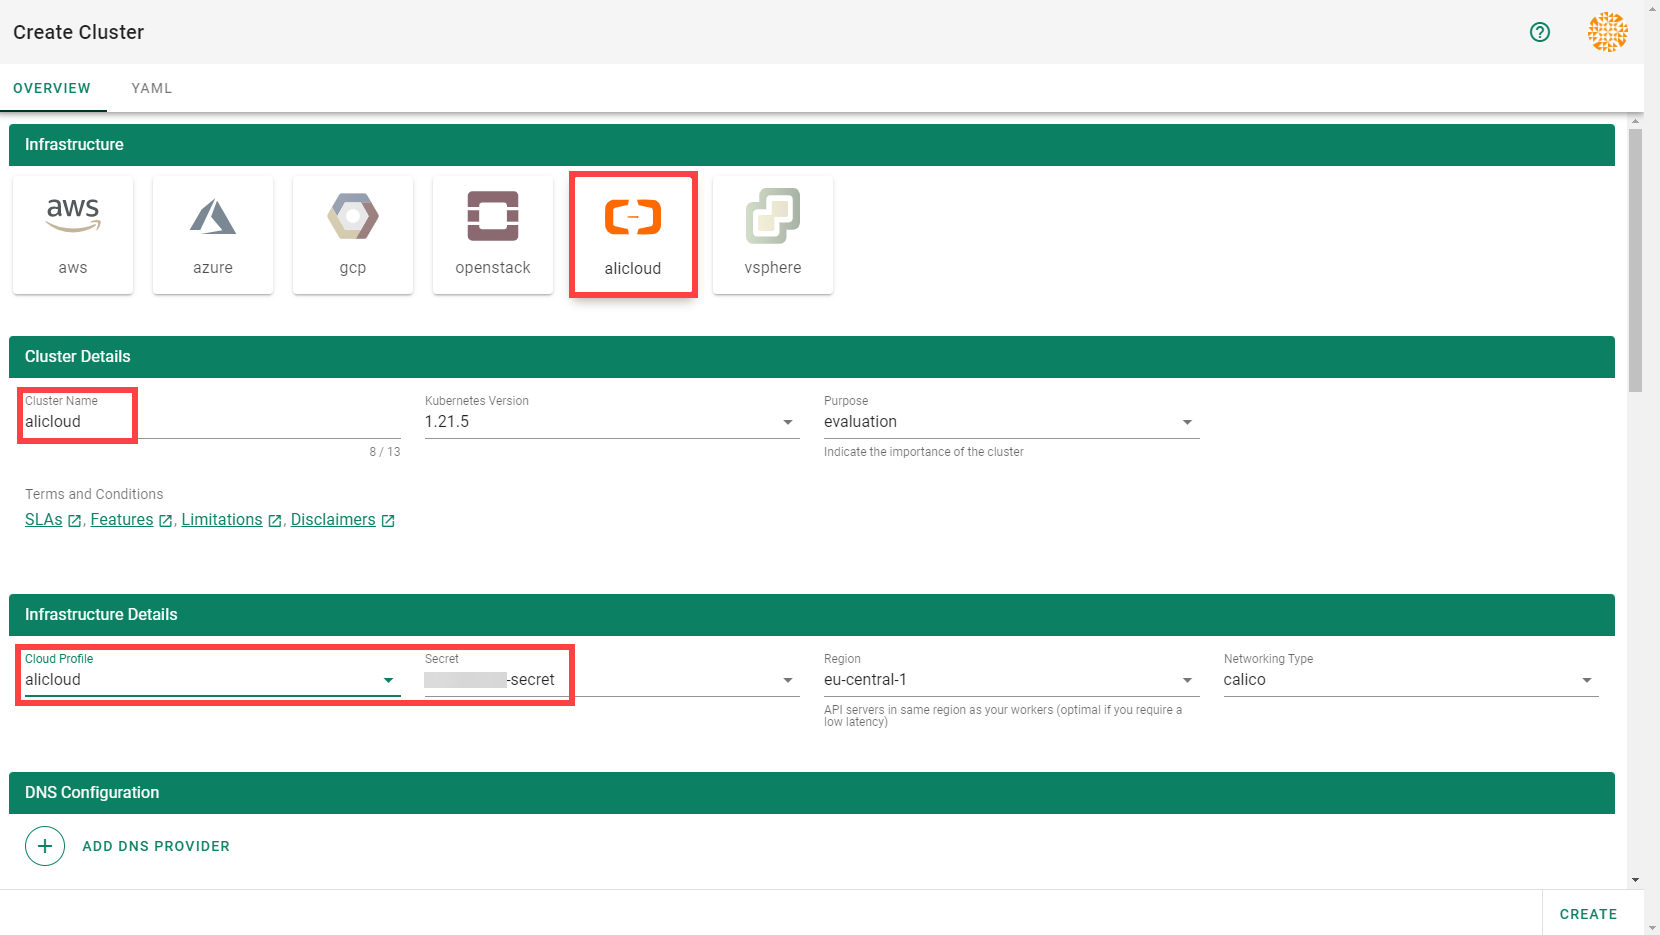 Create Cluster
OVERVIEW YAML
Infrastructure
aws
aws azure gcp openstack alicloud vsphere
Cluster Details
Cluster Name Kubernetes Version Purpose
alicloud 1.21.5 evaluation
8 / 13 Indicate the importance of the cluster
Terms and Conditions
SLAs , Features , Limitations , Disclaimers
Infrastructure Details
Cloud Profile Secret Region Networking Type
alicloud -secret eu-central-1 calico
API servers in same region as your workers (optimal if you require a
low latency)
DNS Configuration
ADD DNS PROVIDER
CREATE